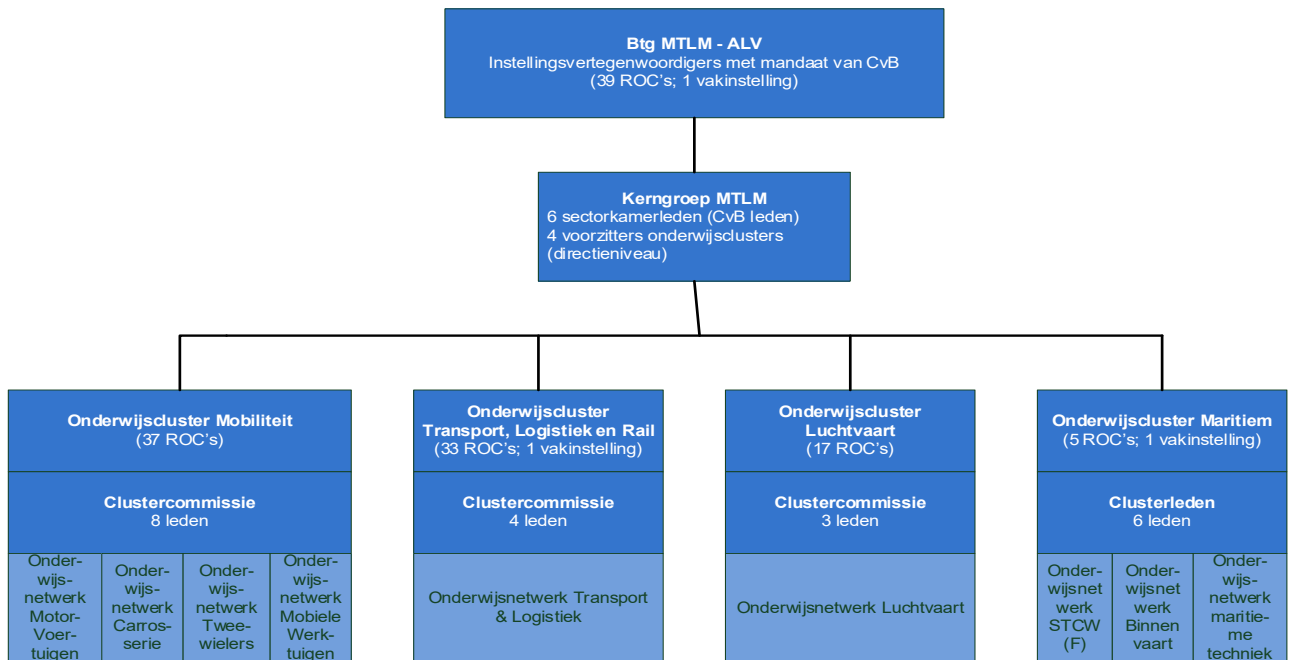 Btg MTLM - ALV
Instellingsvertegenwoordigers met mandaat van CvB
(39 ROC's; 1 vakinstelling)
Kerngroep MTLM
6 sectorkamerleden (CvB leden)
4 voorzitters onderwijsclusters
(directieniveau)
Onderwijscluster Mobiliteit
(37 ROC's)
Clustercommissie
8 leden
Onder-
wijs-
netwerk
Motor-
Voer-
tuigen
Onder-
wijs-
netwerk
Carros-
serie
Onder-
wijs-
netwerk
Twee-
wielers
Onder-
wijs-
netwerk
Mobiele
Werk-
tuigen
Onderwijscluster
Transport, Logistiek en Rail
(33 ROC's; 1 vakinstelling)
Clustercommissie
4 leden
Onderwijsnetwerk Transport
& Logistiek
Onderwijscluster
Luchtvaart
(17 ROC's)
Clustercommissie
3 leden
Onderwijsnetwerk Luchtvaart
Onderwijscluster Maritiem
(5 ROC's; 1 vakinstelling)
Clusterleden
6 leden
Onder-
wijsnet
werk
STCW
(F)
Onder-
wijsnet
werk
Binnen
vaart
Onder-
wijs-
netwerk
maritie-
me
techniek